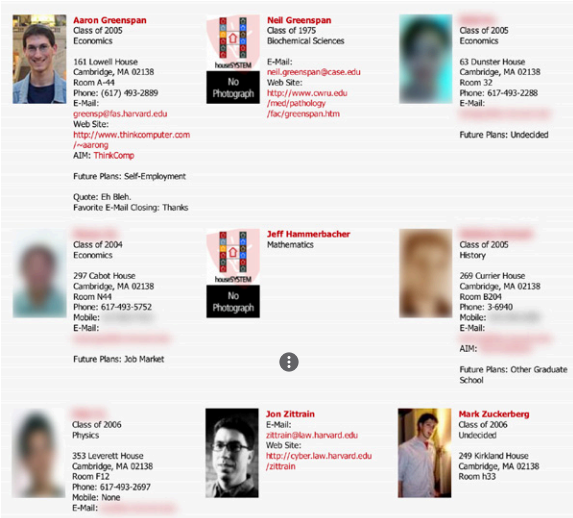 Aaron Greenspan
Class of 2005
Economics
161 Lowell House
Cambridge, MA 02138
Room A-44
Phone: (617) 493-2889
E-Mail:
greensp@fas.harvard.edu
Web Site:
http://www.thinkcomputer.com
/~aarong
AIM: ThinkComp
Future Plans: Self-Employment
Quote: Eh Bleh.
Favorite E-Mail Closing: Thanks
houseSYSTEM
No
Photograph
Neil Greenspan
Class of 1975
Biochemical Sciences
E-Mail:
neil.greenspan@case.edu
Web Site:
http://www.cwru.edu
/med/pathology
/fac/greenspan.htm
Class of 2005
Economics
63 Dunster House
Cambridge, MA 02138
Room 32
Phone: 617-493-2288
E-Mail:
Future Plans: Undecided
Class of 2004
Economics
297 Cabot House
Cambridge, MA 02138
Room N44
Phone: 617-493-5752
Mobile:
E-Mail:
Future Plans: Job Market
houseSYSTEM
No
Photograph
Jeff Hammerbacher
Mathematics
Class of 2005
History
269 Currier House
Cambridge, MA 02138
Room B204
Phone: 3-6940
Mobile:
E-Mail:
AIM:
Future Plans: Other Graduate
School
Class of 2006
Physics
353 Leverett House
Cambridge, MA 02138
Room F12
Phone: 617-493-2697
Mobile: None
E-Mail:
Jon Zittrain
E-Mail:
zittrain@law.harvard.edu
Web Site:
http://cyber.law.harvard.edu
/zittrain
Mark Zuckerberg
Class of 2006
Undecided
249 Kirkland House
Cambridge, MA 02138
Room h33